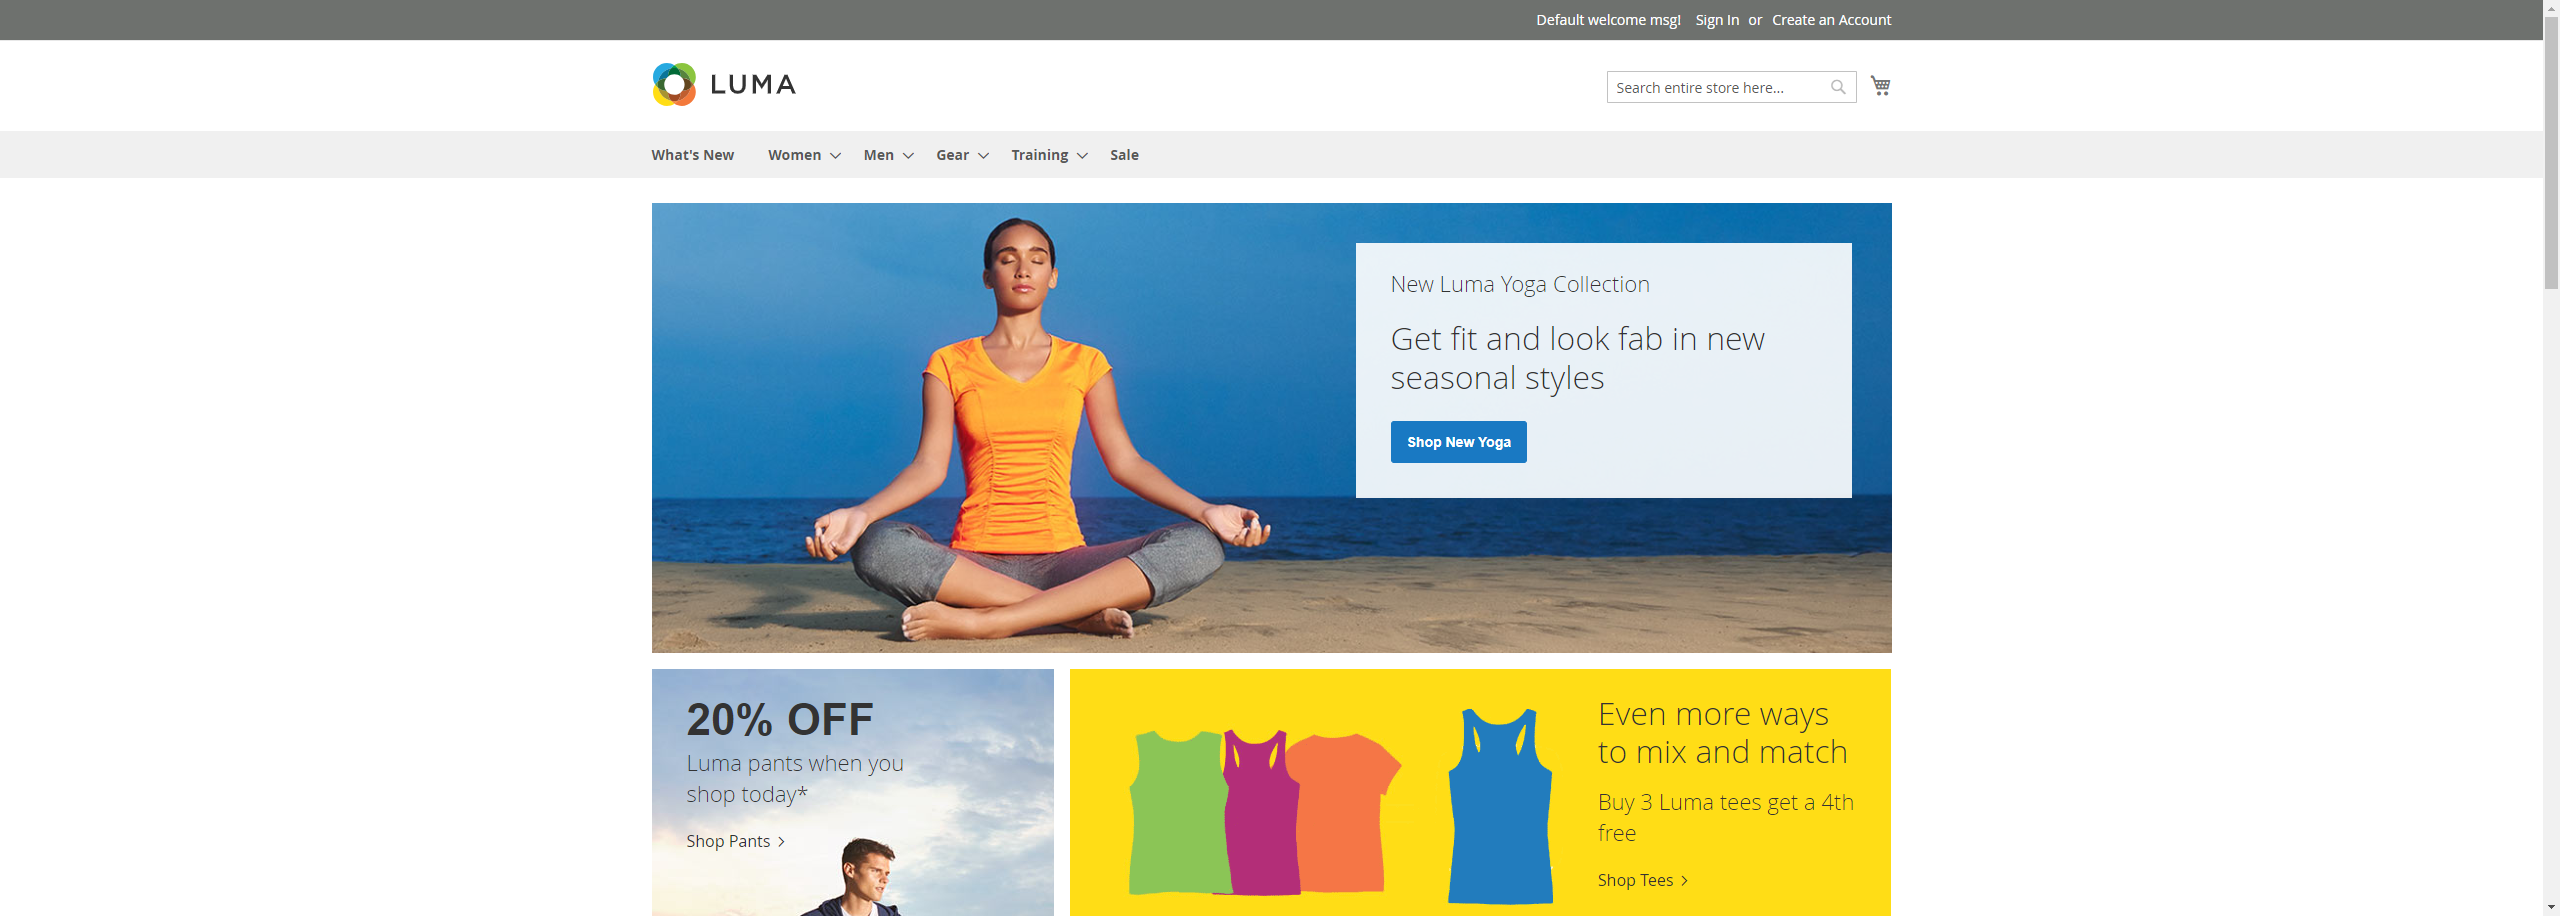 Default welcome msg! Sign In or Create an Account
LUMA
Search entire store here...
What's New Women Men Gear Training Sale
New Luma Yoga Collection
Get fit and look fab in new
seasonal styles
Shop New Yoga
20% OFF
Luma pants when you
shop today*
Shop Pants >
Even more ways
to mix and match
Buy 3 Luma tees get a 4th
free
Shop Tees >